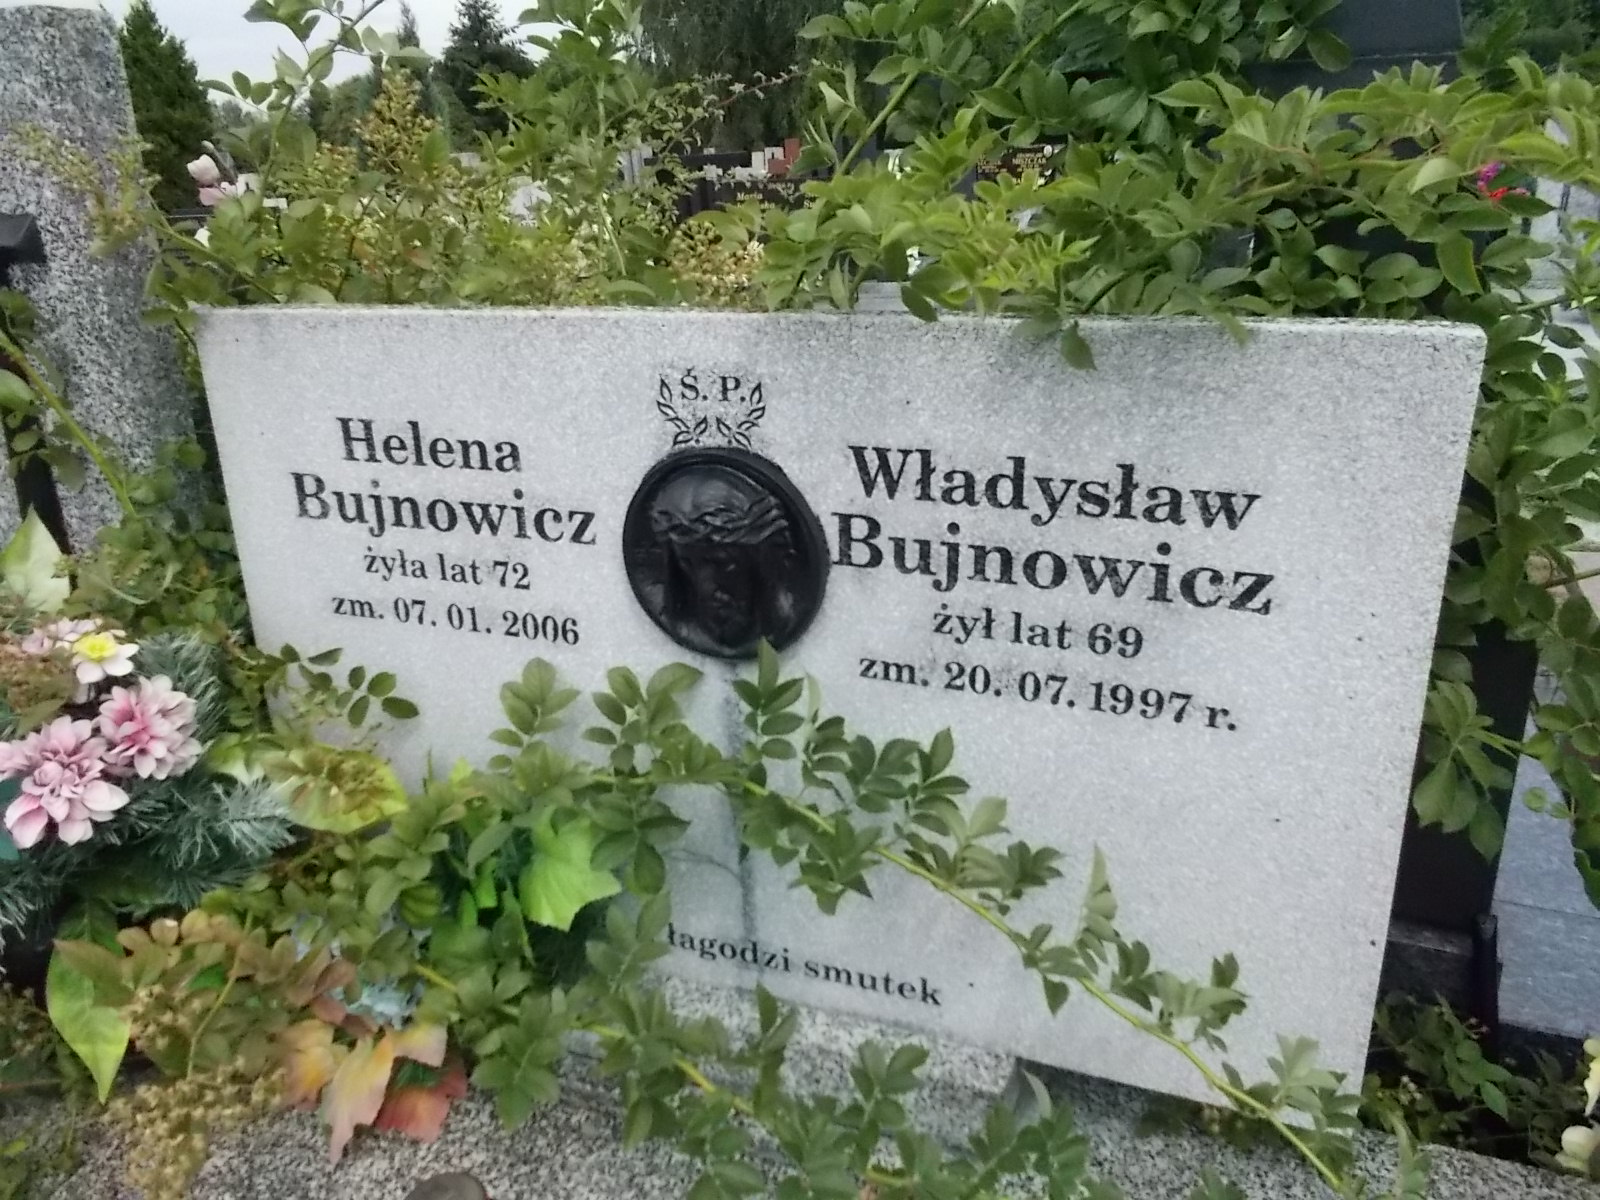 Ś. P.
Helena
Bujnowicz
żyła lat 72
zm. 07. 01. 2006
Władysław
Bujnowicz
żył lat 69
zm. 20. 07. 1997 r.
łagodzi smutek
Maria